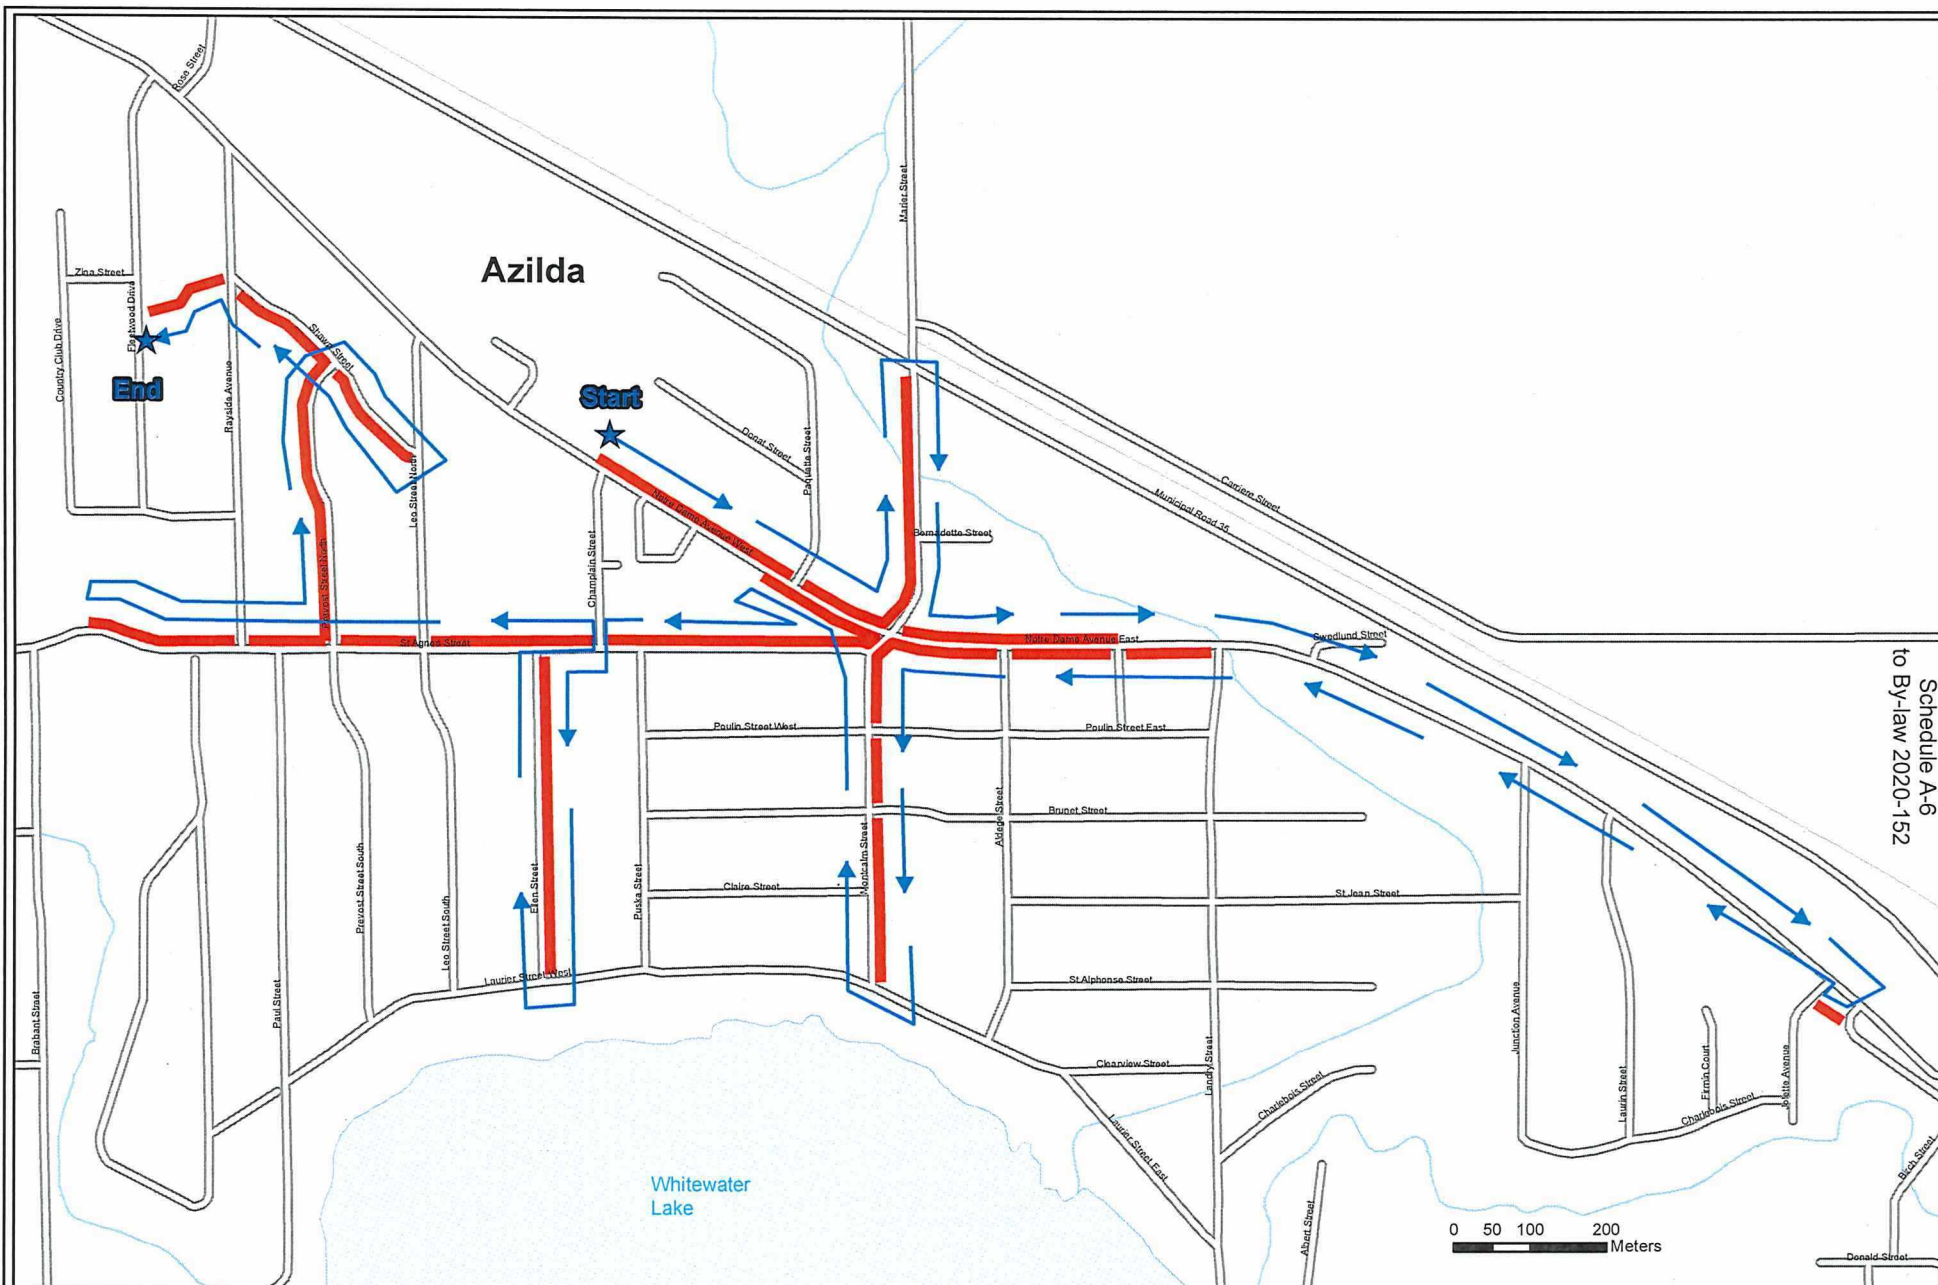 Rosa Street
Marier Street
Azilda
Zina Street
Fleetwood Drive
Country Club Drive
Shawn Street
Rayside Avenue
End
Start
Donat Street
Paquette Street
Leo Street North
Notre Dame Avenue West
Champlain Street
Prevost Street North
Bernadette Street
Carriere Street
Municipal Road 35
St Agnes Street
Notre Dame Avenue East
Swedlund Street
Schedule A-6
to By-law 2020-152
Poulin Street West
Poulin Street East
Brunet Street
Aldege Street
Montcalm Street
Claire Street
Ellen Street
Puska Street
Prevost Street South
Leo Street South
St Jean Street
Laurier Street West
St Alphonse Street
Brabant Street
Paul Street
Junction Avenue
Clearview Street
Landry Street
Charlebois Street
Laurin Street
Firmin Court
Joliette Avenue
Charlebois Street
Laurier Street East
Birch Street
Whitewater
Lake
Albert Street
0 50 100 200
Meters
Donald Street